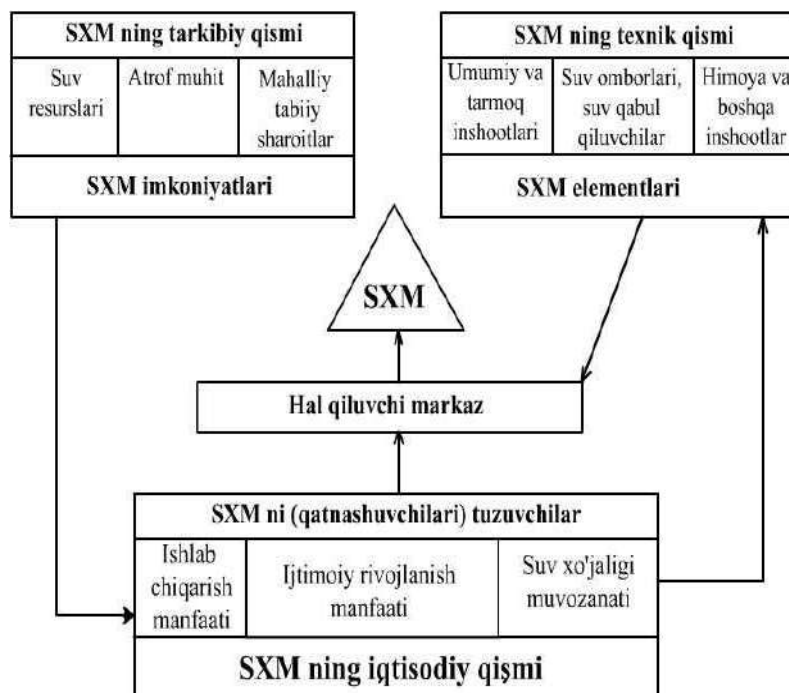 SXM ning tarkibiy qismi
Suv
resurslari
Atrof muhit
Mahalliy
tabiiy
sharoitlar
SXM imkoniyatlari
SXM ning texnik qismi
Umumiy va
tarmoq
inshootlari
Suv omborlari,
suv qabul
qiluvchilar
Himoya va
boshqa
inshootlar
SXM elementlari
SXM
Hal qiluvchi markaz
SXM ni (qatnashuvchilari) tuzuvchilar
Ishlab
chiqarish
manfaati
Ijtimoiy rivojlanish
manfaati
Suv xo'jaligi
muvozanati
SXM ning iqtisodiy qişmi